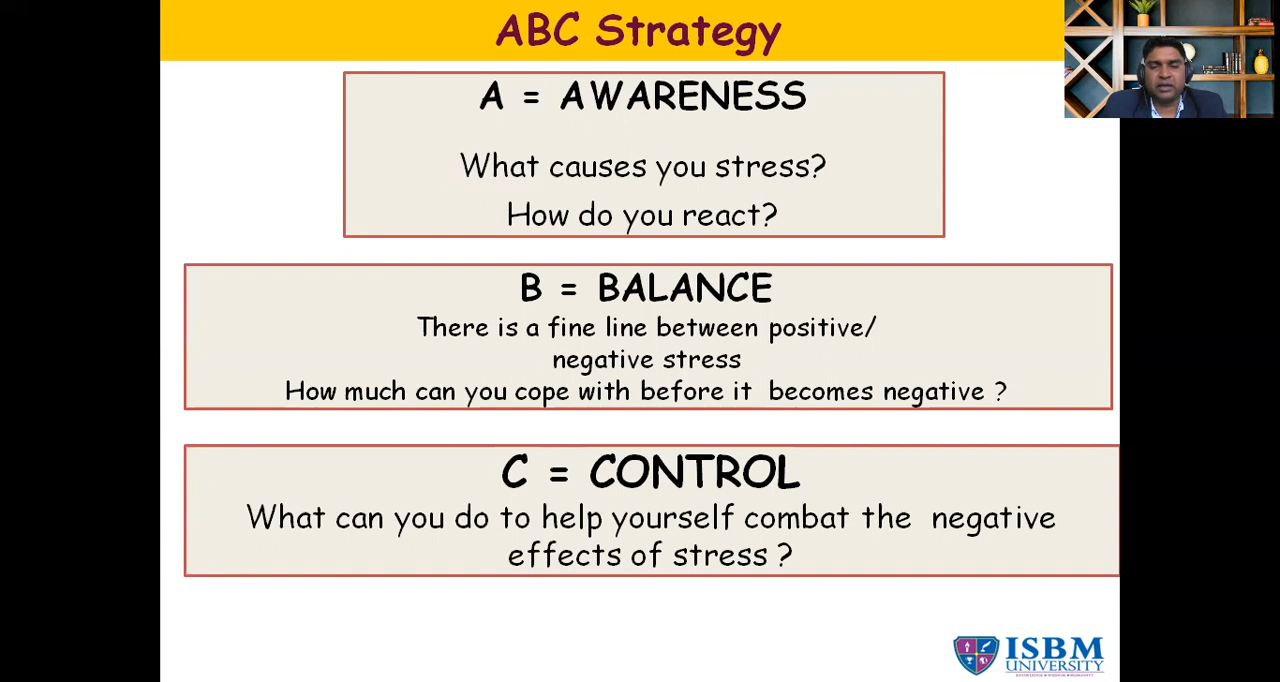 ABC Strategy
A = AWARENESS
What causes you stress?
How do you react?
B = BALANCE
There is a fine line between positive/
negative stress
How much can you cope with before it becomes negative ?
C = CONTROL
What can you do to help yourself combat the negative
effects of stress ?
ISBM
UNIVERSITY